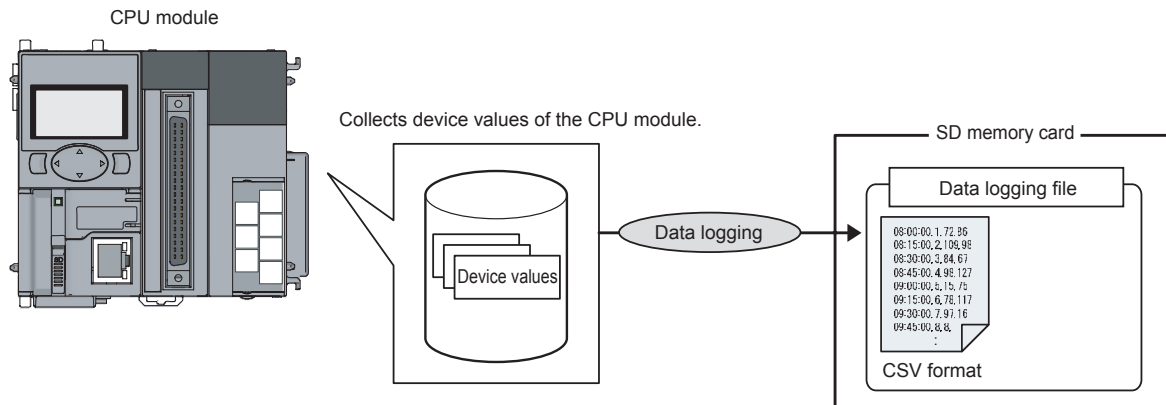 CPU module
Collects device values of the CPU module.
Device values
Data logging
SD memory card
Data logging file
08:00:00,1,72,86
08:15:00,2,109,98
08:30:00,3,84,67
08:45:00,4,98,127
09:00:00,5,15,75
09:15:00,6,78,117
09:30:00,7,97,16
09:45:00,8,8,
:
CSV format